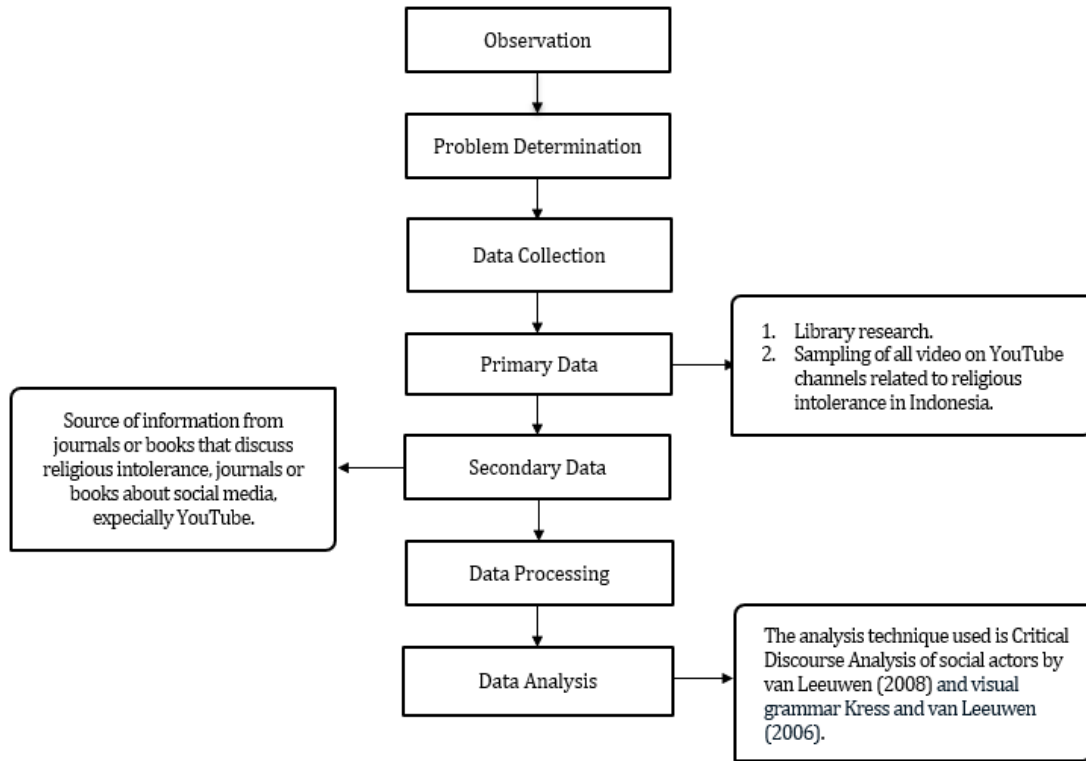 Observation
Problem Determination
Data Collection
Primary Data
1. Library research.
2. Sampling of all video on YouTube
channels related to religious
intolerance in Indonesia.
Secondary Data
Source of information from
journals or books that discuss
religious intolerance, journals or
books about social media,
expecially YouTube.
Data Processing
Data Analysis
The analysis technique used is Critical
Discourse Analysis of social actors by
van Leeuwen (2008) and visual
grammar Kress and van Leeuwen
(2006).